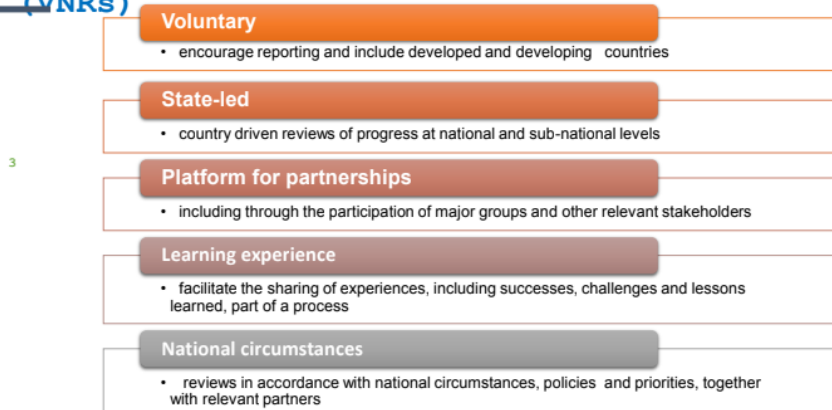 (VNRs)
Voluntary
• encourage reporting and include developed and developing countries
State-led
• country driven reviews of progress at national and sub-national levels
3
Platform for partnerships
• including through the participation of major groups and other relevant stakeholders
Learning experience
• facilitate the sharing of experiences, including successes, challenges and lessons
learned, part of a process
National circumstances
• reviews in accordance with national circumstances, policies and priorities, together
with relevant partners